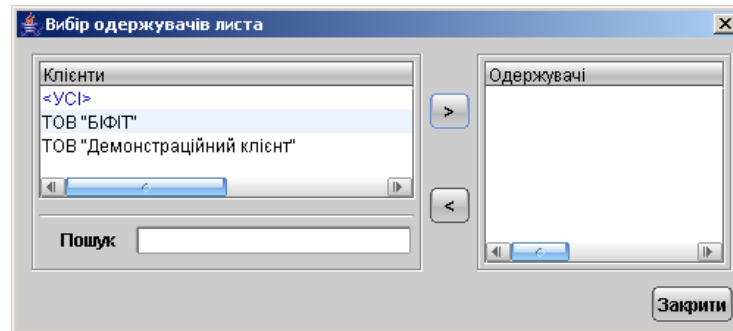 Вибір одержувачів листа
Клієнти
<УСІ>
ТОВ "БІФІТ"
ТОВ "Демонстраційний клієнт"
Пошук
>
<
Одержувачі
Закрити